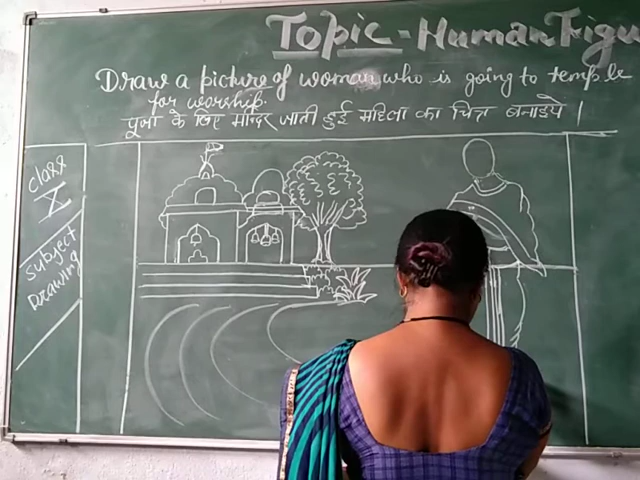 Topic - Human Figu
Draw a picture of woman who is going to temple
for worship.
पूजा के लिए मन्दिर जाती हुई महिला का चित्र बनाइये |
Class
X
Subject
Drawing